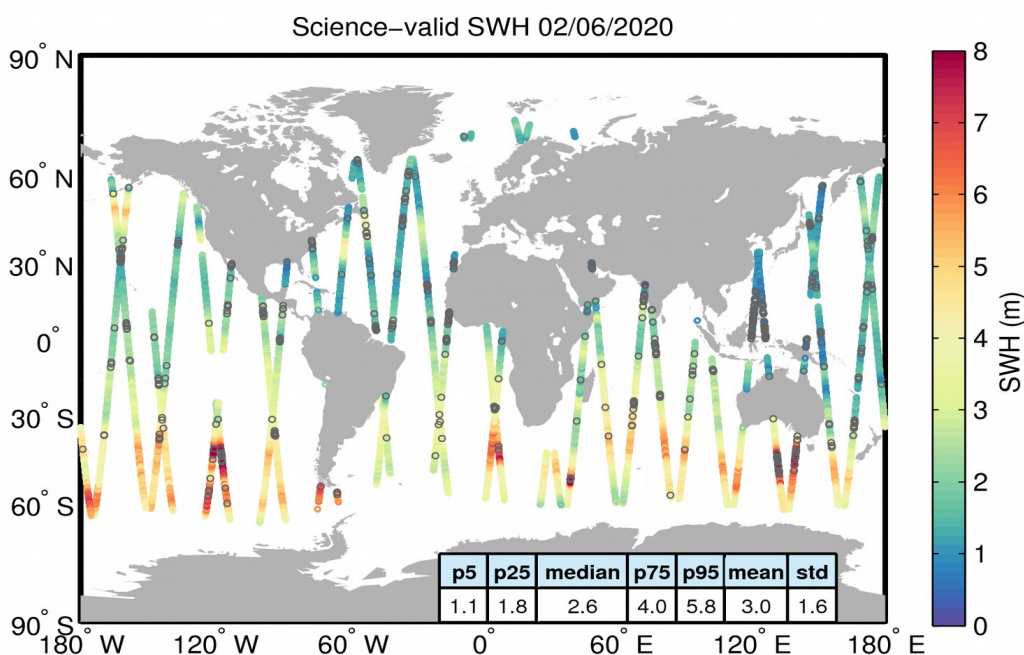 Science−valid SWH 02/06/2020
90° N
60° N
30° N
0°
30° S
60° S
90° S
180° W
120° W
60° W
0°
60° E
120° E
180° E
p5 p25 median p75 p95 mean std
1.1 1.8 2.6 4.0 5.8 3.0 1.6
8
7
6
5
4
3
2
1
0
SWH (m)